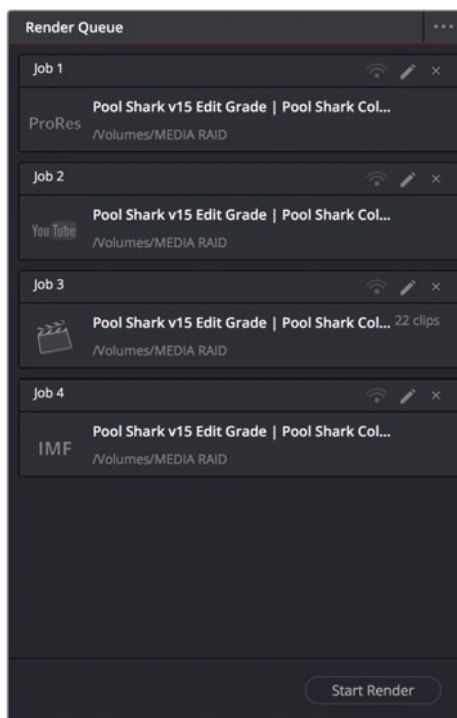 Render Queue
Job 1
ProRes
Pool Shark v15 Edit Grade | Pool Shark Col...
/Volumes/MEDIA RAID
Job 2
You Tube
Pool Shark v15 Edit Grade | Pool Shark Col...
/Volumes/MEDIA RAID
Job 3
Pool Shark v15 Edit Grade | Pool Shark Col... 22 clips
/Volumes/MEDIA RAID
Job 4
IMF
Pool Shark v15 Edit Grade | Pool Shark Col...
/Volumes/MEDIA RAID
Start Render